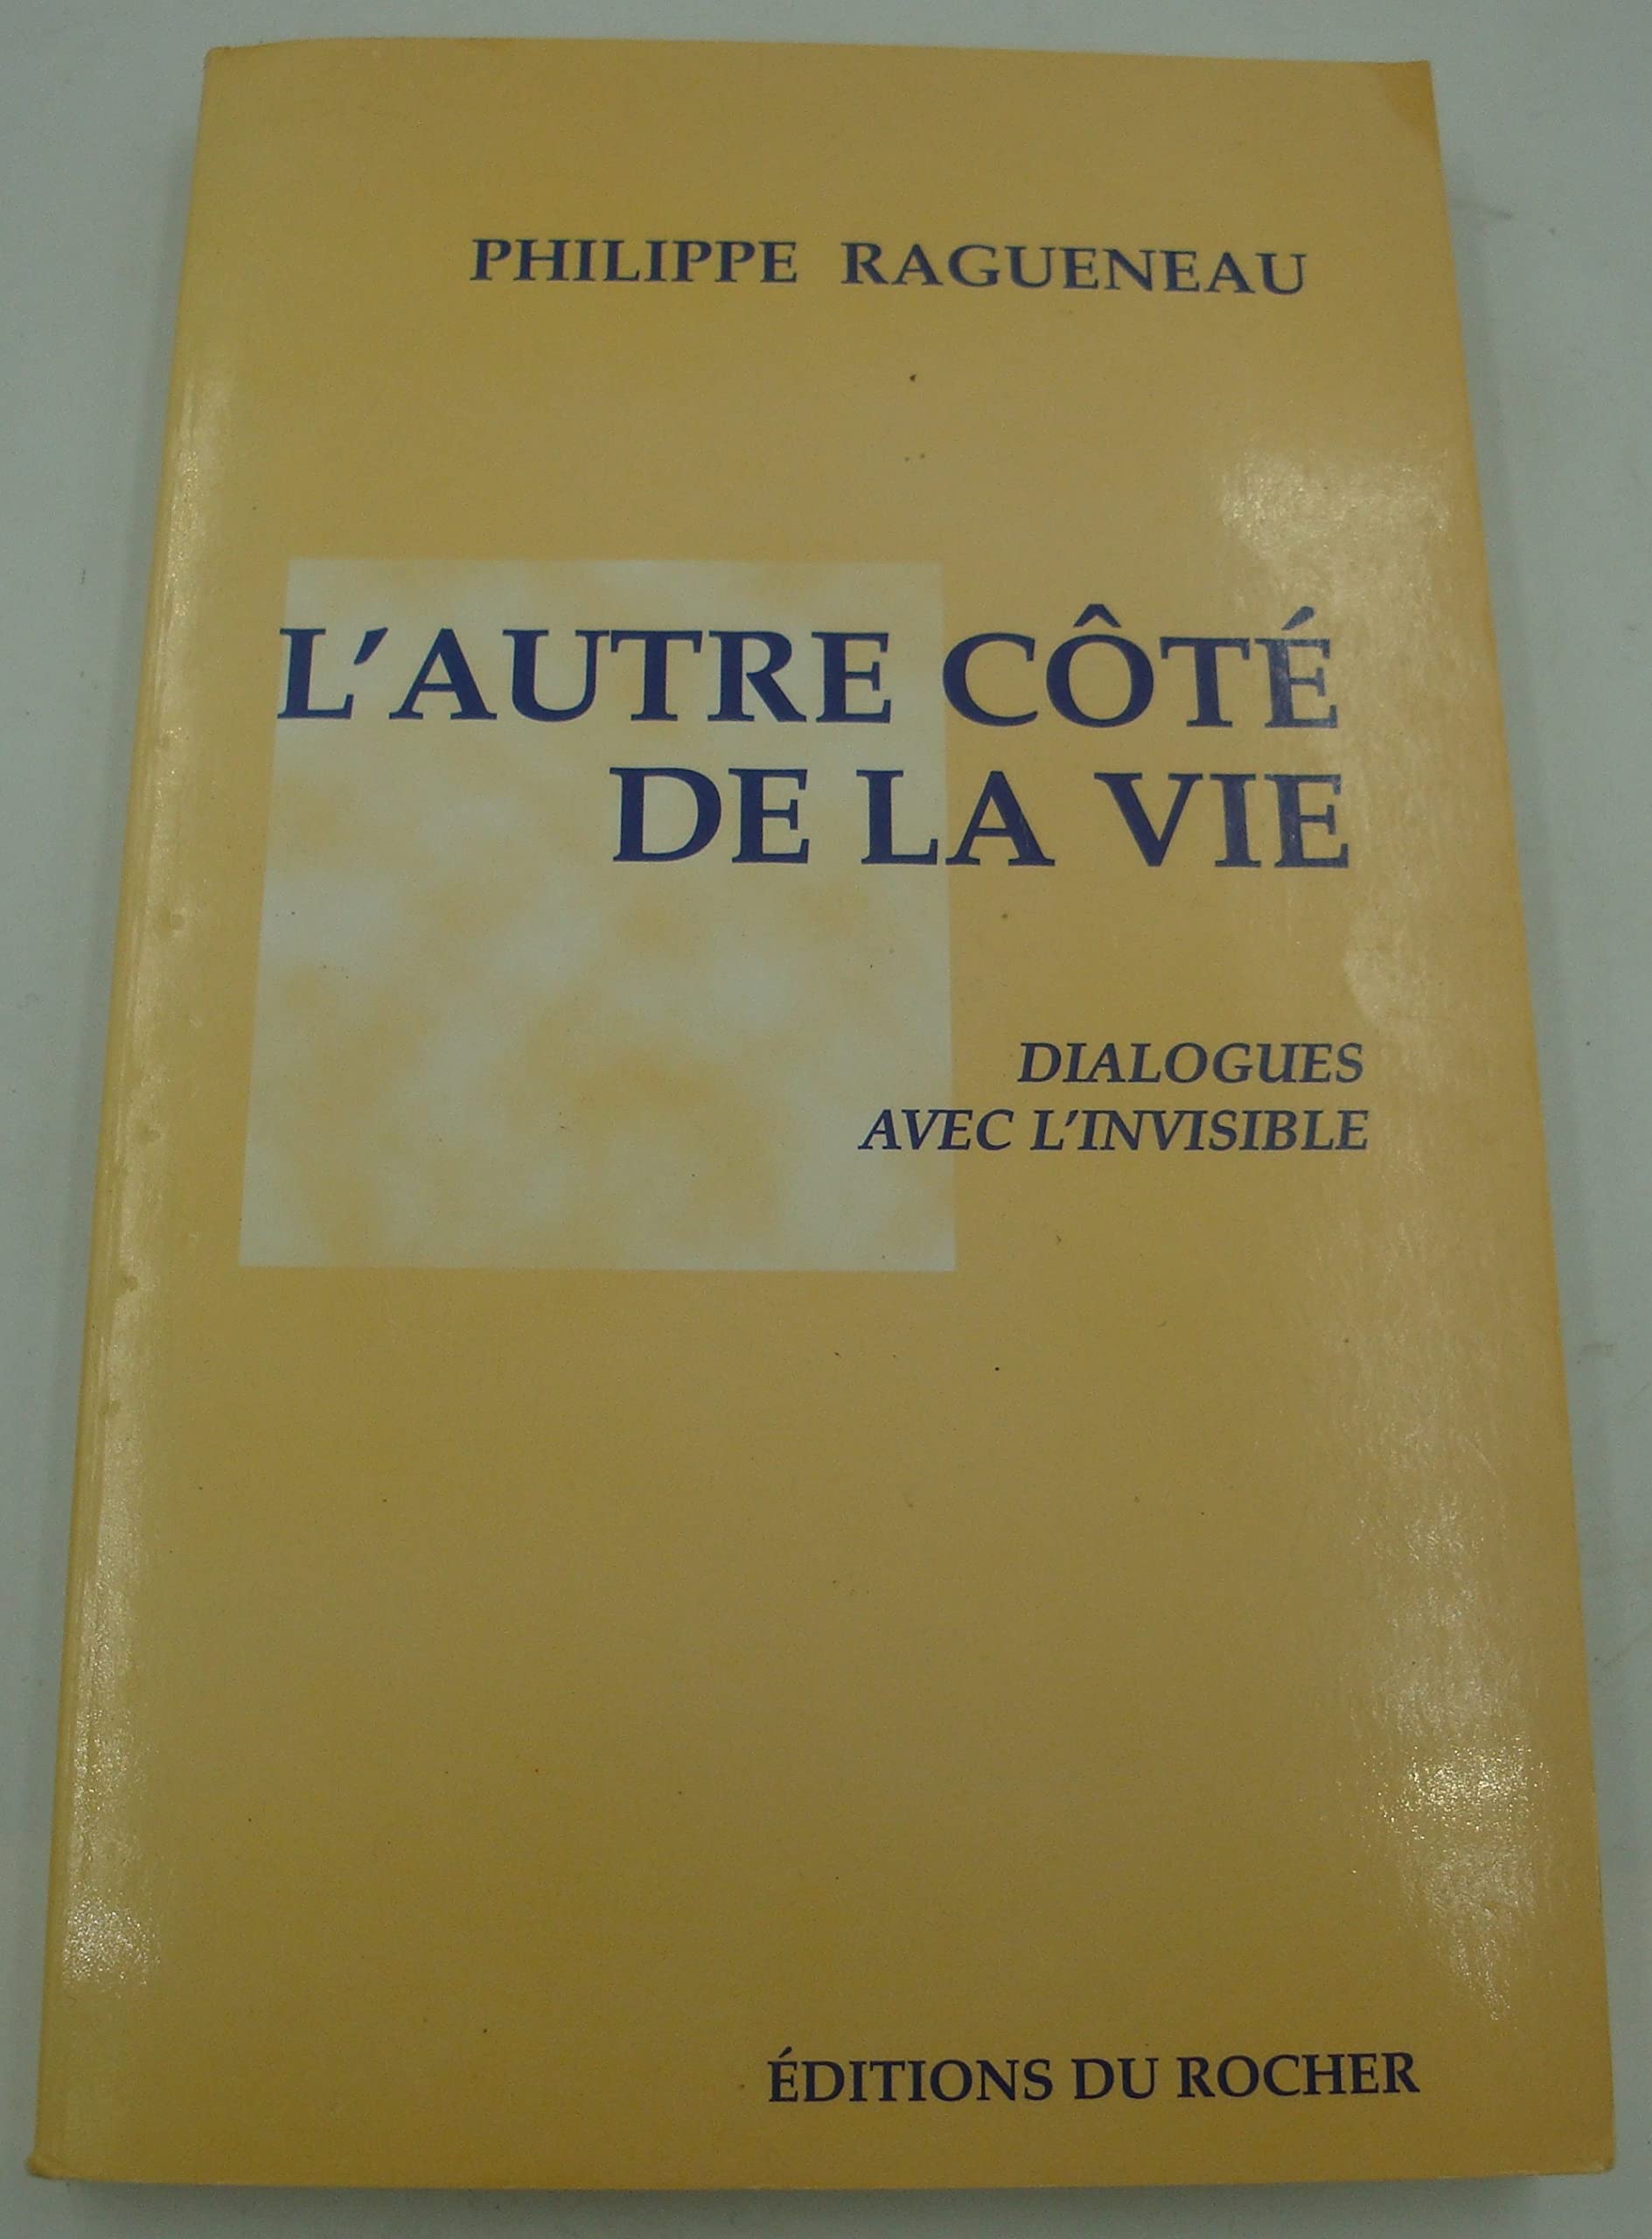 PHILIPPE RAGUENEAU
L'AUTRE CÔTÉ
DE LA VIE
DIALOGUES
AVEC L'INVISIBLE
ÉDITIONS DU ROCHER